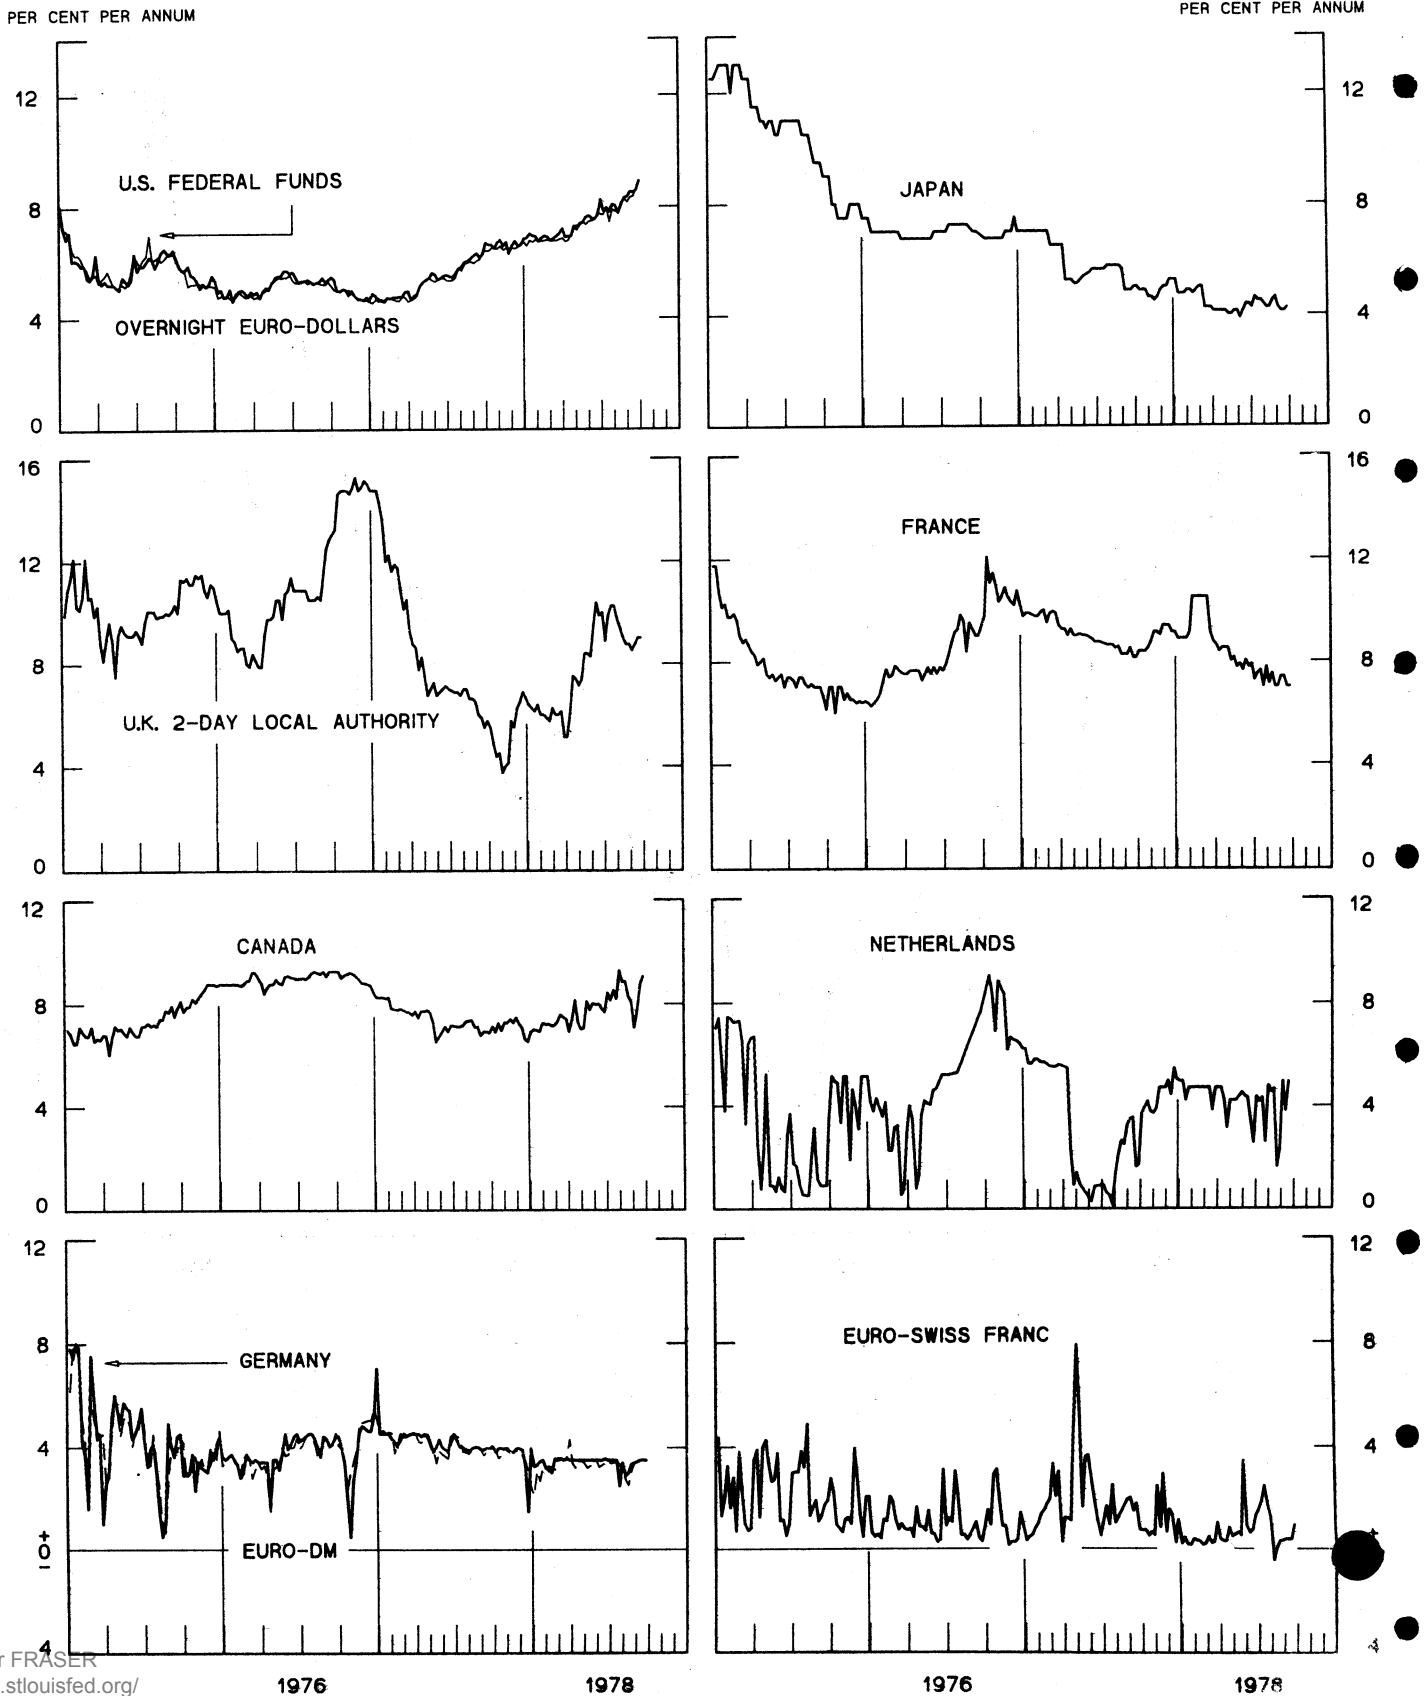 PER CENT PER ANNUM
PER CENT PER ANNUM
12
8
4
0
U.S. FEDERAL FUNDS
OVERNIGHT EURO-DOLLARS
JAPAN
12
8
4
0
16
12
8
4
0
U.K. 2-DAY LOCAL AUTHORITY
FRANCE
16
12
8
4
0
12
8
4
0
CANADA
NETHERLANDS
12
8
4
0
12
8
4
+
0
−
4
GERMANY
EURO-DM
EURO-SWISS FRANC
12
8
4
1976
1978
1976
1978
r FRASER
.stlouisfed.org/